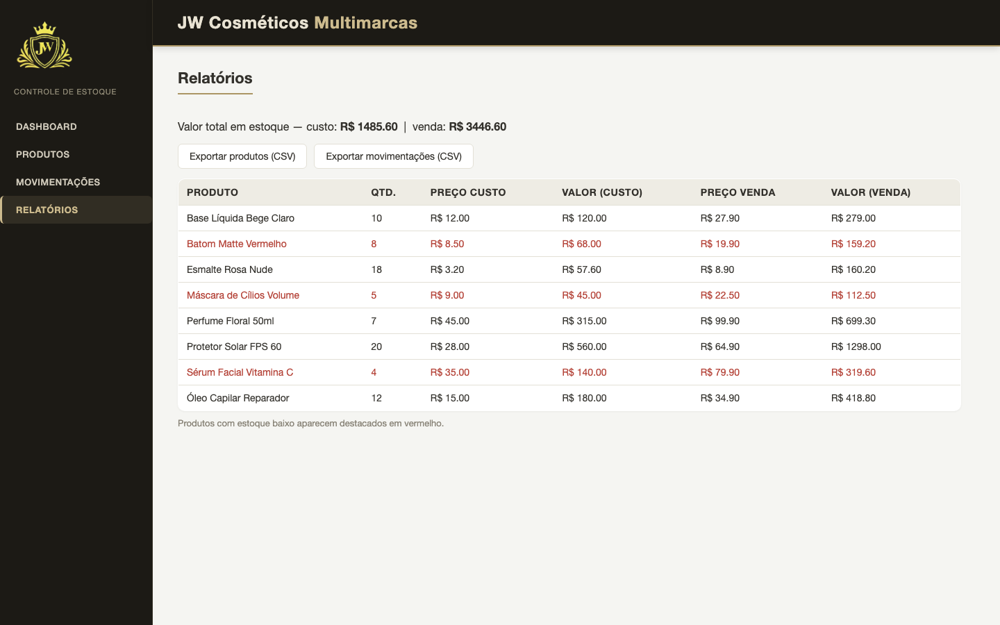 JW
CONTROLE DE ESTOQUE
DASHBOARD
PRODUTOS
MOVIMENTAÇÕES
RELATÓRIOS
JW Cosméticos Multimarcas
Relatórios
Valor total em estoque — custo: R$ 1485.60 | venda: R$ 3446.60
Exportar produtos (CSV) Exportar movimentações (CSV)
PRODUTO QTD. PREÇO CUSTO VALOR (CUSTO) PREÇO VENDA VALOR (VENDA)
Base Líquida Bege Claro 10 R$ 12.00 R$ 120.00 R$ 27.90 R$ 279.00
Batom Matte Vermelho 8 R$ 8.50 R$ 68.00 R$ 19.90 R$ 159.20
Esmalte Rosa Nude 18 R$ 3.20 R$ 57.60 R$ 8.90 R$ 160.20
Máscara de Cílios Volume 5 R$ 9.00 R$ 45.00 R$ 22.50 R$ 112.50
Perfume Floral 50ml 7 R$ 45.00 R$ 315.00 R$ 99.90 R$ 699.30
Protetor Solar FPS 60 20 R$ 28.00 R$ 560.00 R$ 64.90 R$ 1298.00
Sérum Facial Vitamina C 4 R$ 35.00 R$ 140.00 R$ 79.90 R$ 319.60
Óleo Capilar Reparador 12 R$ 15.00 R$ 180.00 R$ 34.90 R$ 418.80
Produtos com estoque baixo aparecem destacados em vermelho.